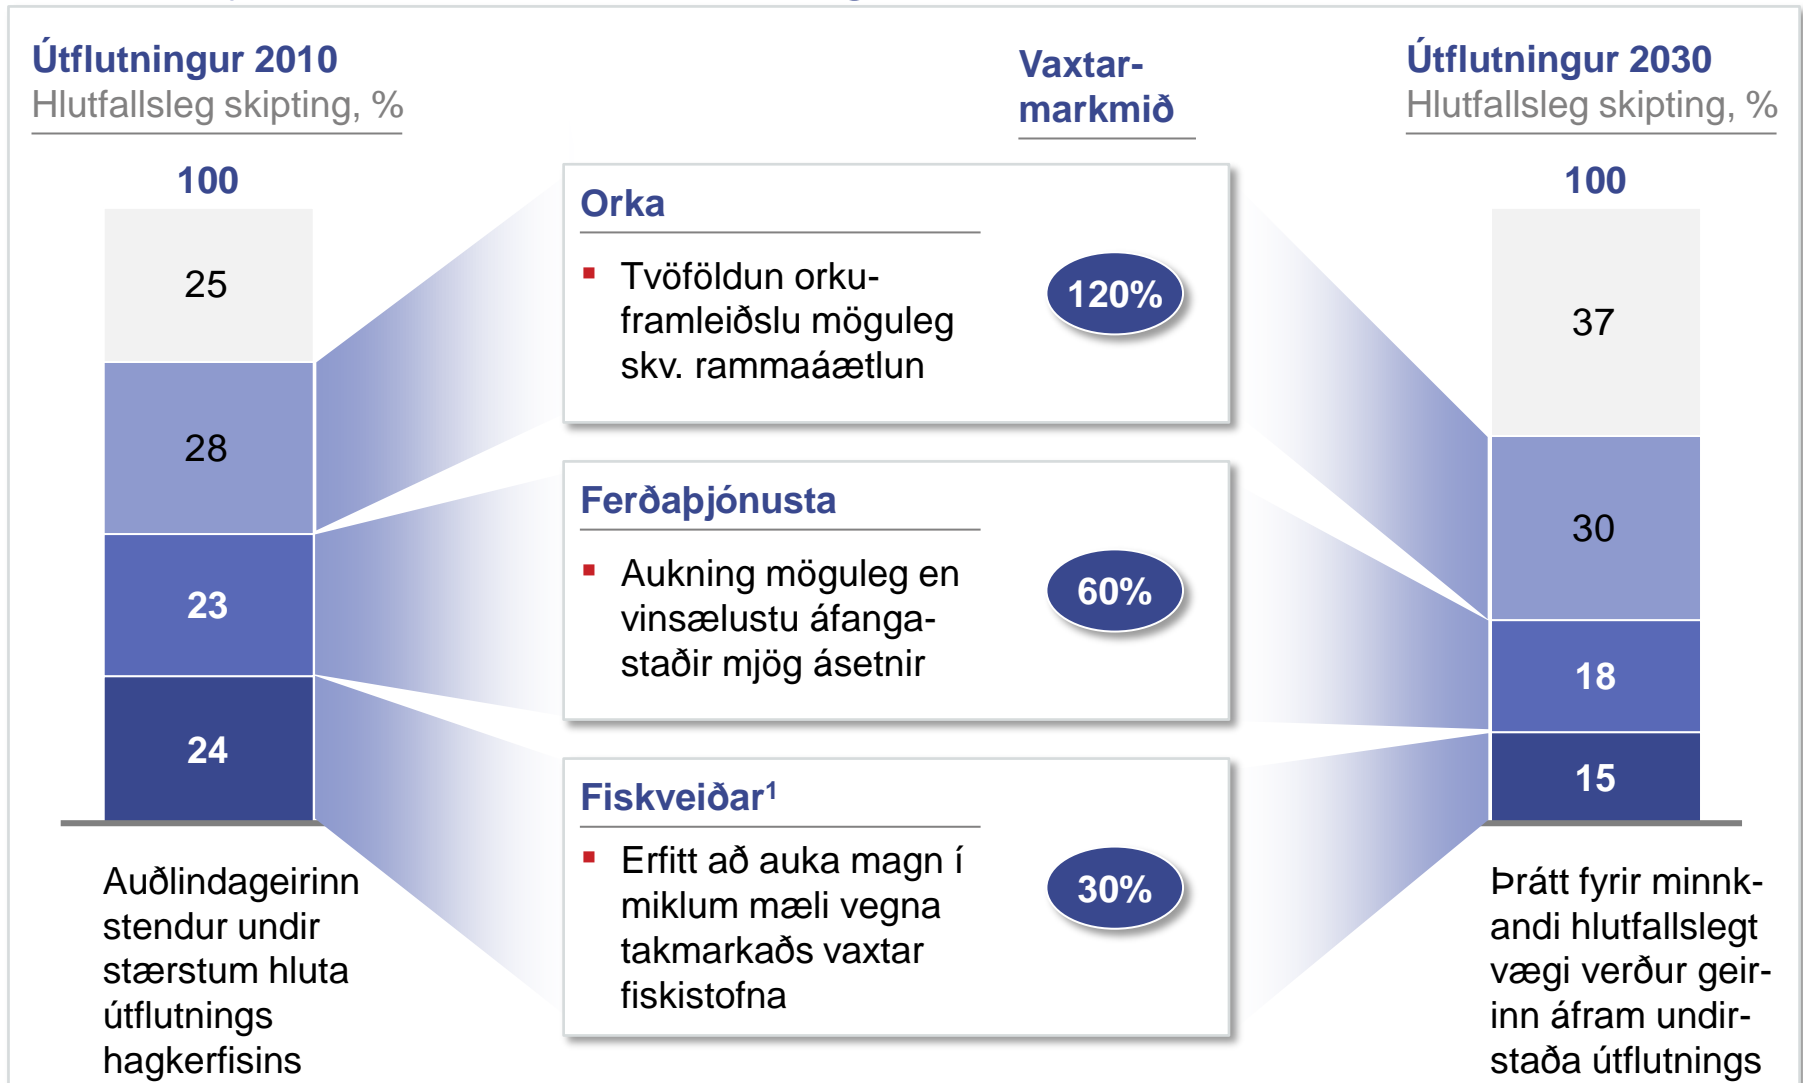 Útflutningur 2010
Hlutfallsleg skipting, %
100
25
28
23
24
Auðlindageirinn
stendur undir
stærstum hluta
útflutnings
hagkerfisins
Vaxtar-
markmið
Orka
▪ Tvöföldun orku-
framleiðslu möguleg
skv. rammaáætlun
120%
Ferðaþjónusta
▪ Aukning möguleg en
vinsælustu áfanga-
staðir mjög ásetnir
60%
Fiskveiðar¹
▪ Erfitt að auka magn í
miklum mæli vegna
takmarkaðs vaxtar
fiskistofna
30%
Útflutningur 2030
Hlutfallsleg skipting, %
100
37
30
18
15
Þrátt fyrir minnk-
andi hlutfallslegt
vægi verður geir-
inn áfram undir-
staða útflutnings